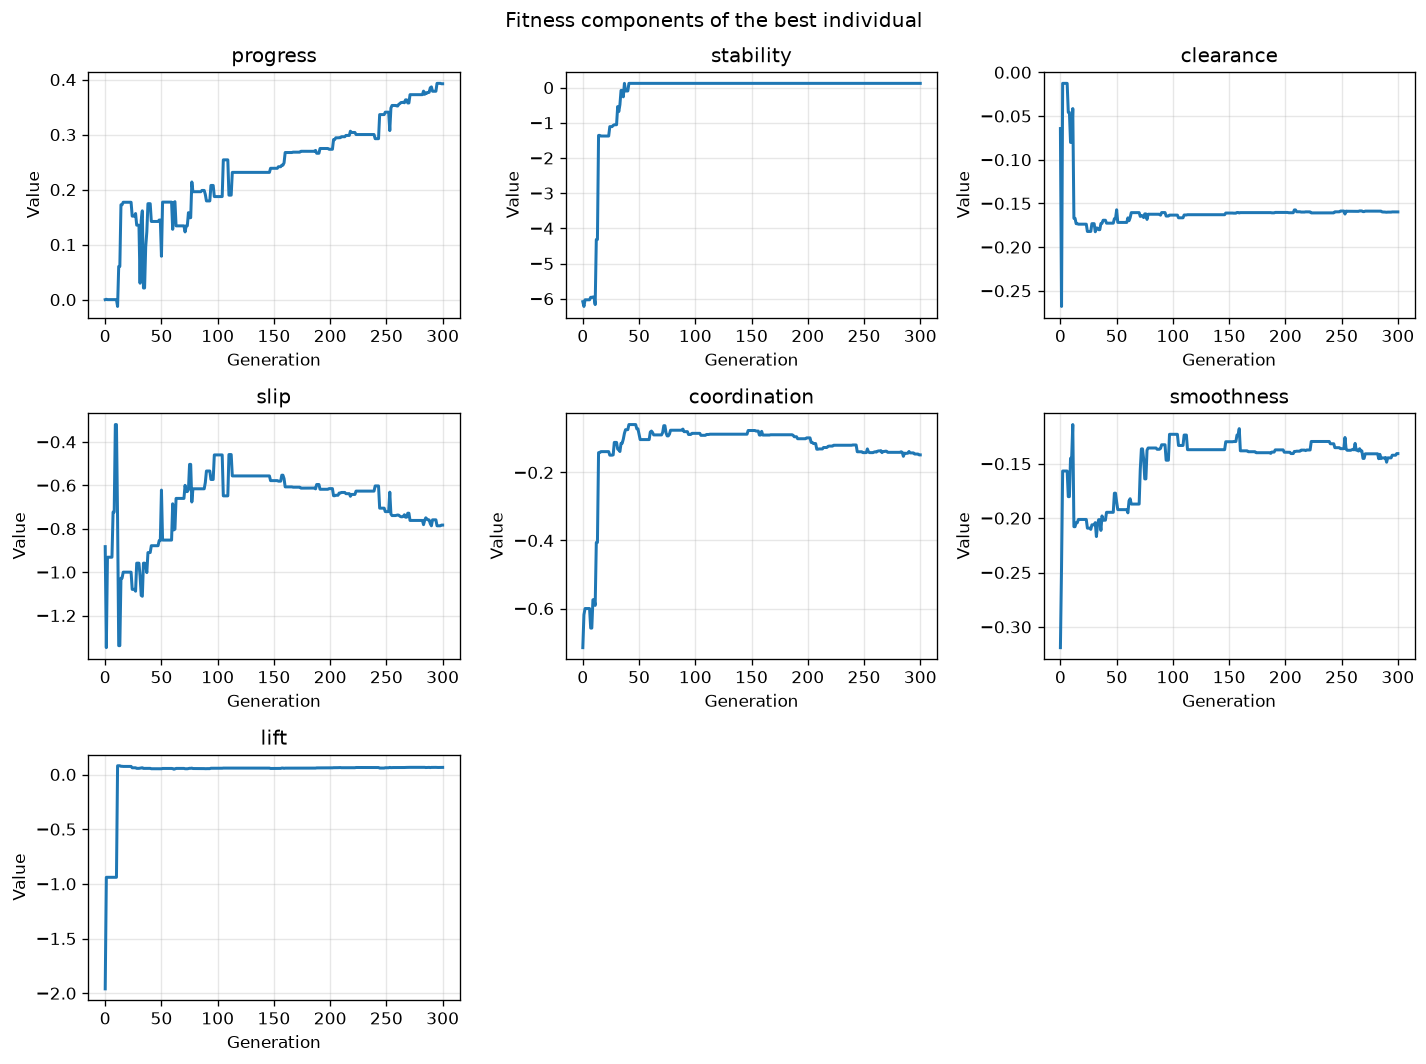 Fitness components of the best individual
progress
stability
clearance
0.4
0.3
0.2
0.1
0.0
Value
0 50 100 150 200 250 300
Generation
0
−1
−2
−3
−4
−5
−6
Value
0 50 100 150 200 250 300
Generation
0.00
−0.05
−0.10
−0.15
−0.20
−0.25
Value
0 50 100 150 200 250 300
Generation
slip
coordination
smoothness
−0.4
−0.6
−0.8
−1.0
−1.2
Value
0 50 100 150 200 250 300
Generation
−0.2
−0.4
−0.6
Value
0 50 100 150 200 250 300
Generation
−0.15
−0.20
−0.25
−0.30
Value
0 50 100 150 200 250 300
Generation
lift
0.0
−0.5
−1.0
−1.5
−2.0
Value
0 50 100 150 200 250 300
Generation